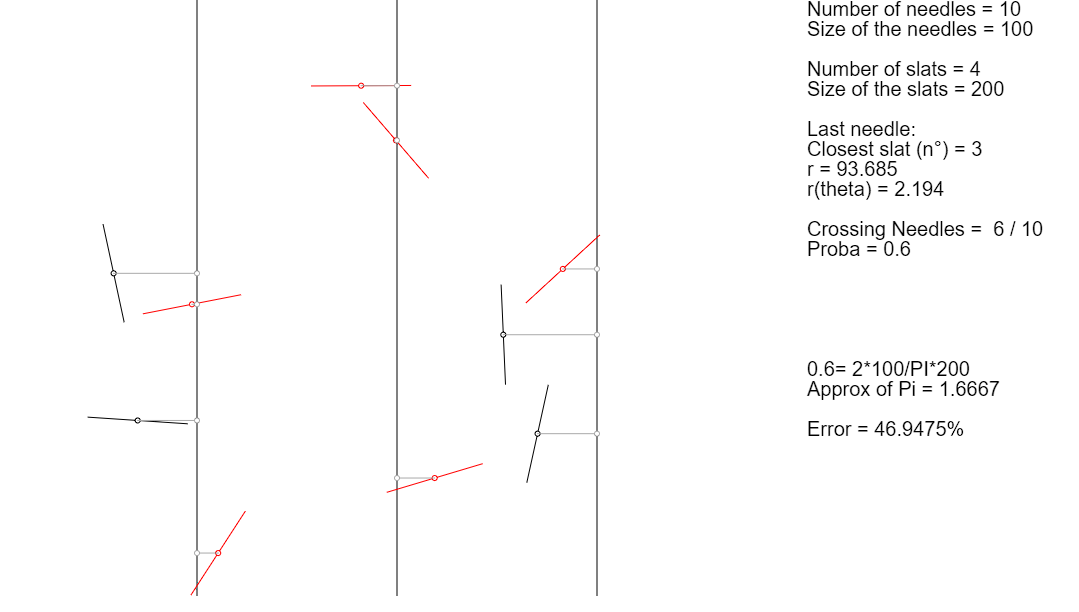 Number of needles = 10
Size of the needles = 100
Number of slats = 4
Size of the slats = 200
Last needle:
Closest slat (n°) = 3
r = 93.685
r(theta) = 2.194
Crossing Needles =  6 / 10
Proba = 0.6
0.6= 2*100/PI*200
Approx of Pi = 1.6667
Error = 46.9475%